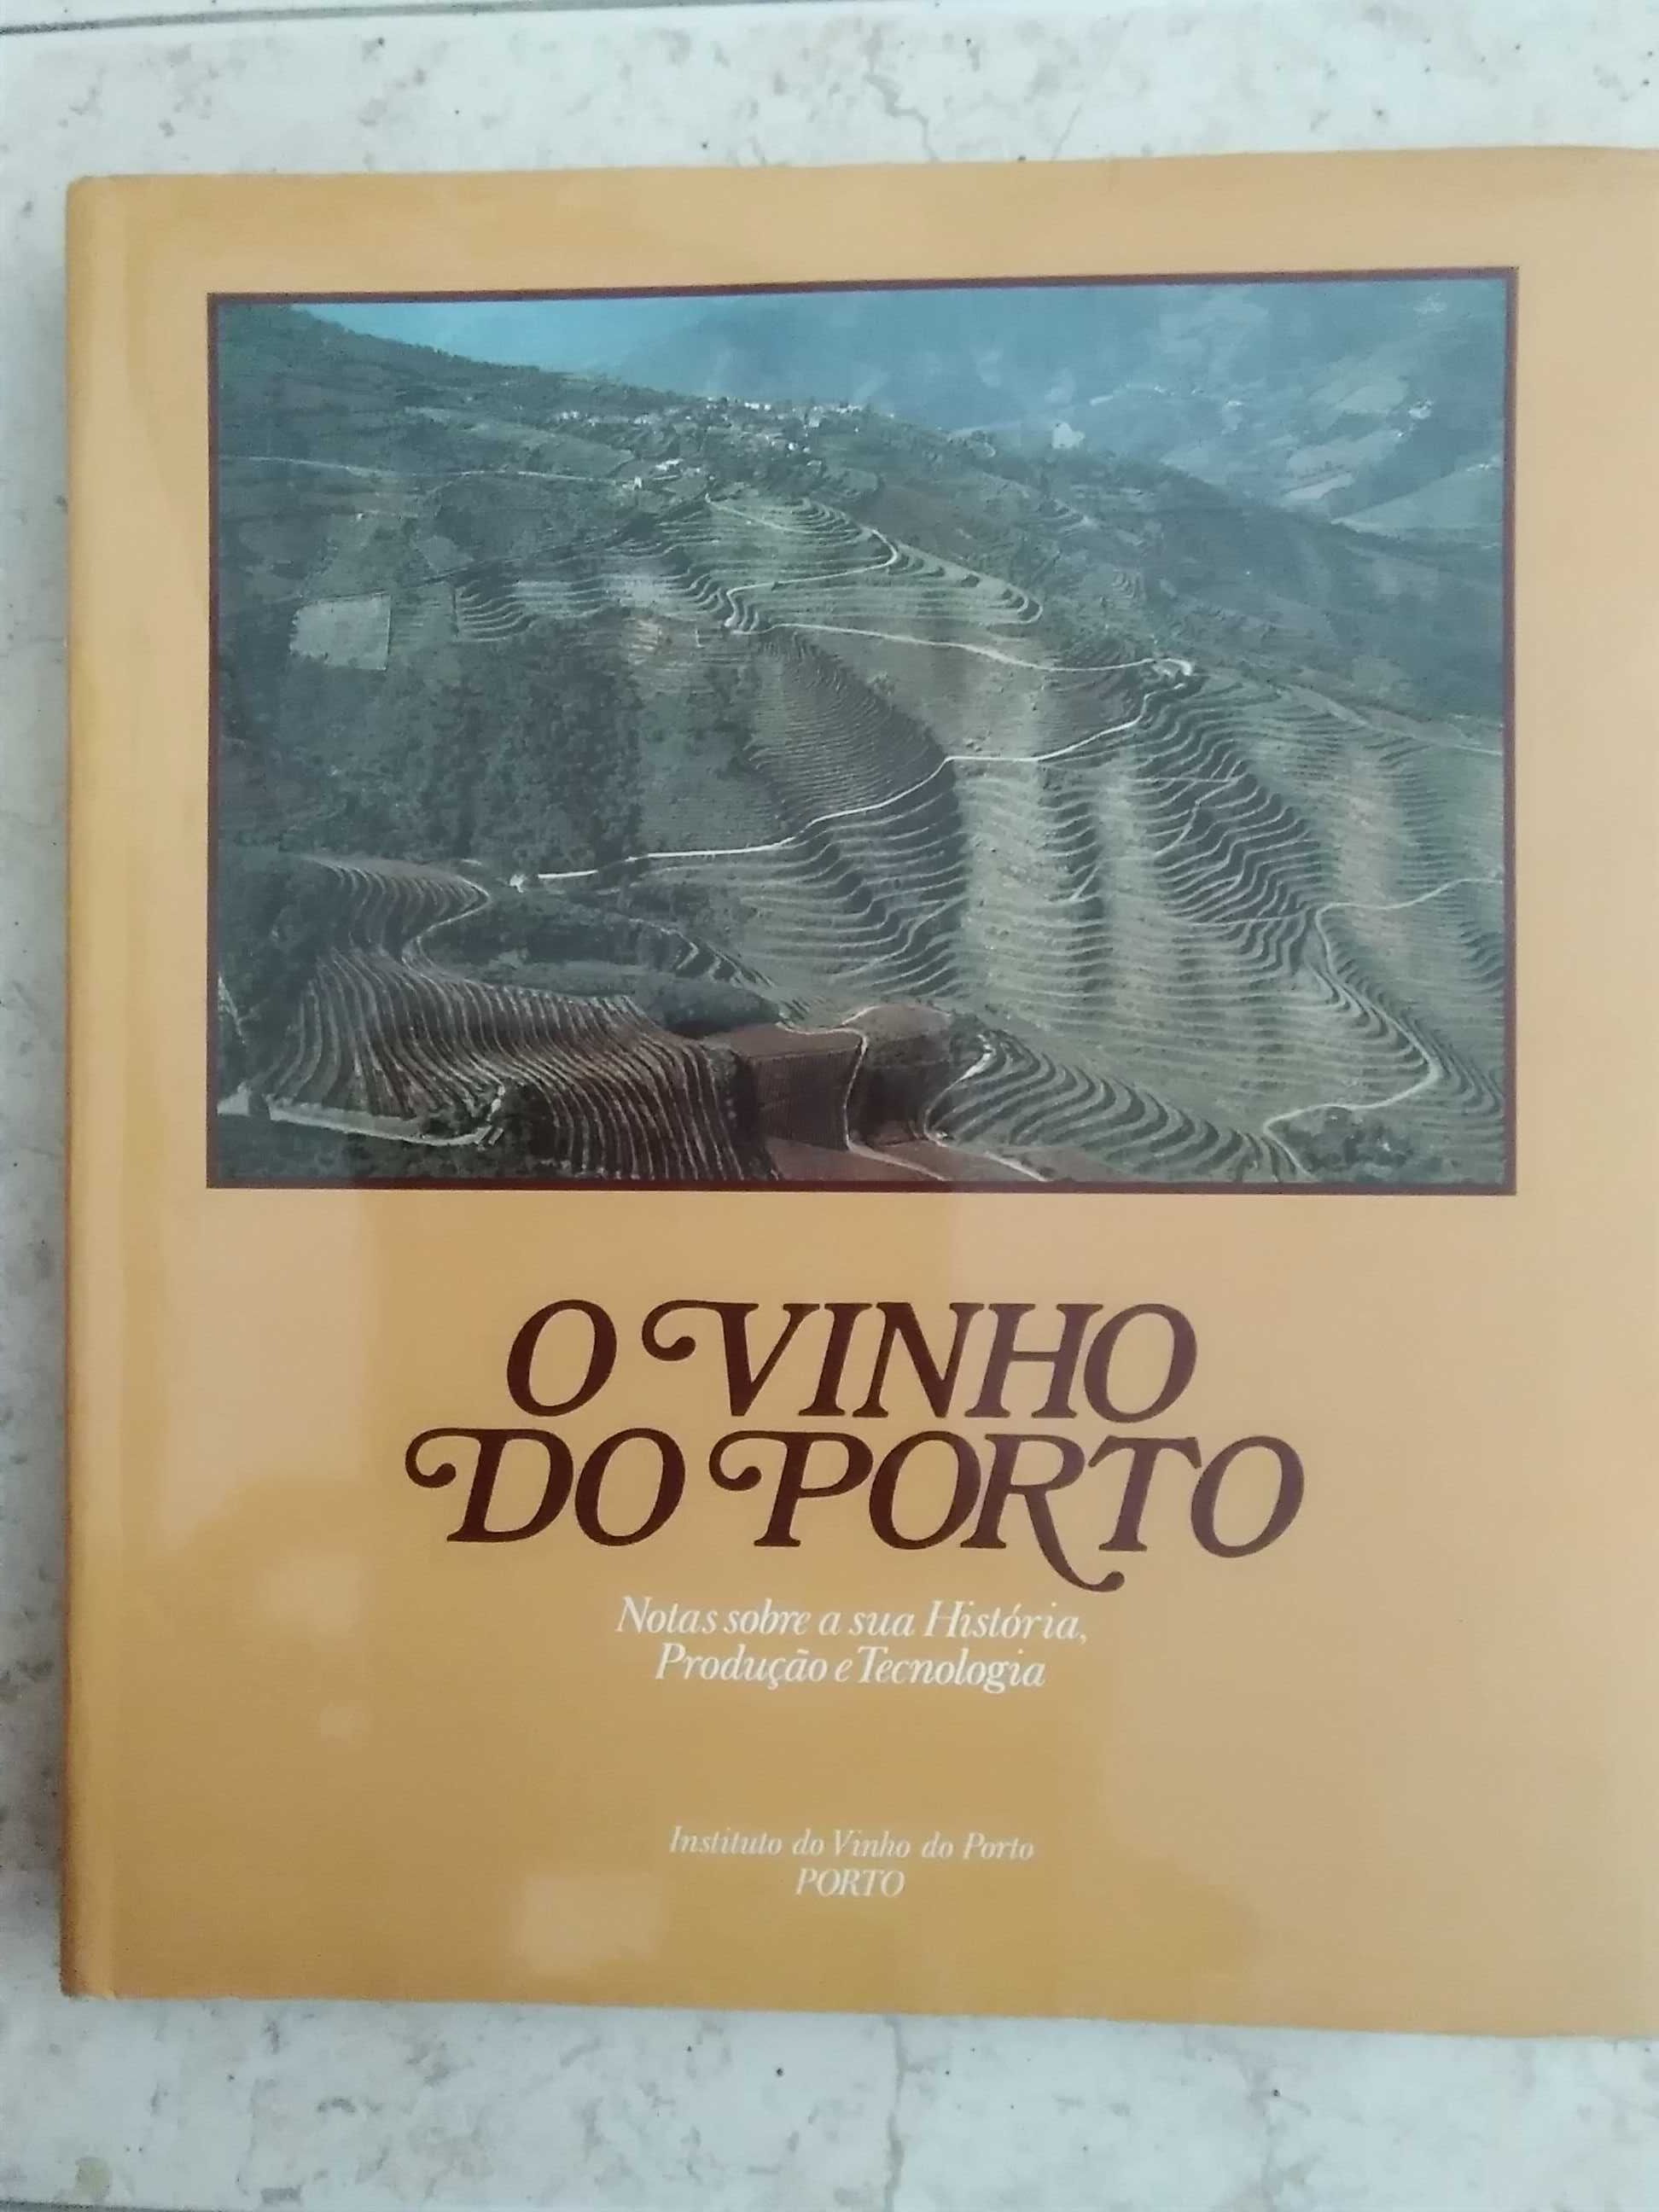 O VINHO
DO PORTO
Notas sobre a sua História,
Produção e Tecnologia
Instituto do Vinho do Porto
PORTO